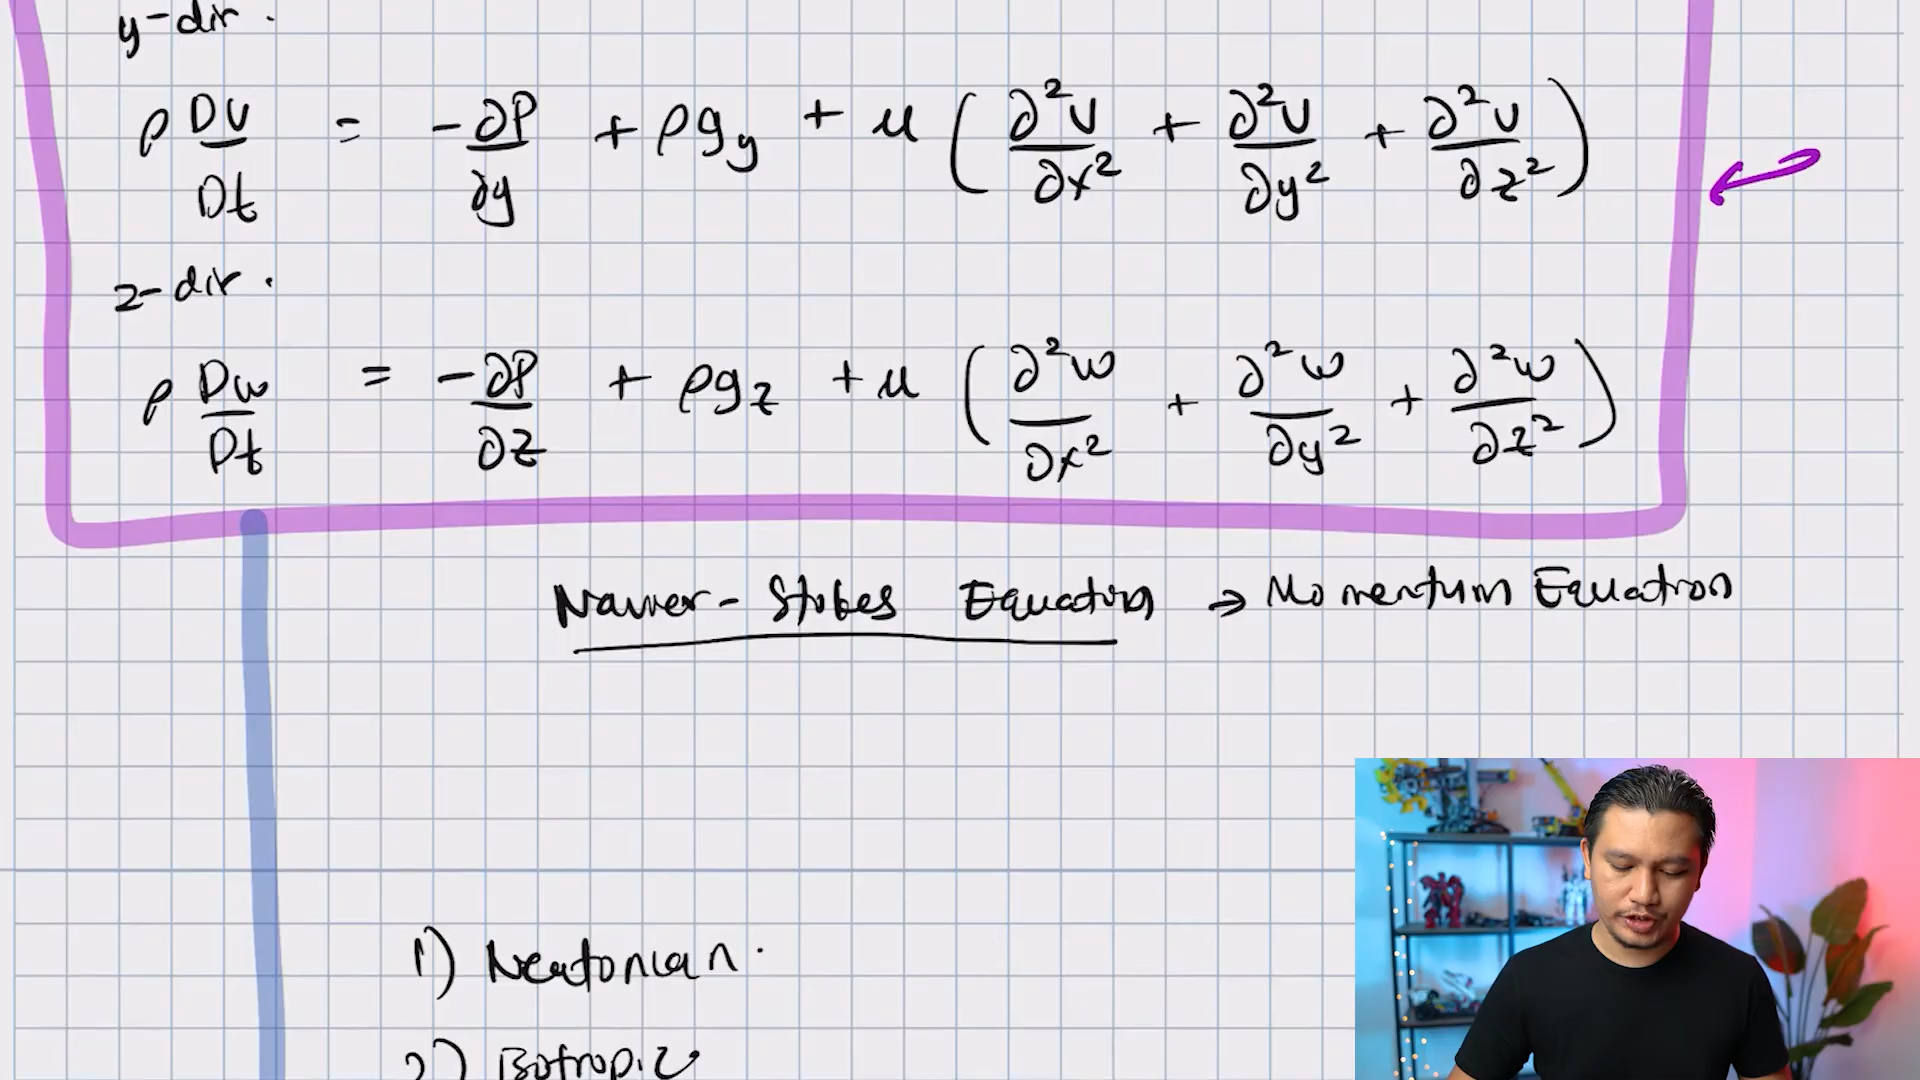 y-dir.
ρ Dv/Dt = -∂P/∂y + ρg_y + μ (∂²v/∂x² + ∂²v/∂y² + ∂²v/∂z²)
z-dir.
ρ Dw/Dt = -∂P/∂z + ρg_z + μ (∂²w/∂x² + ∂²w/∂y² + ∂²w/∂z²)
Navier-Stokes Equations → Momentum Equation
1) Newtonian.
2) Isotropic